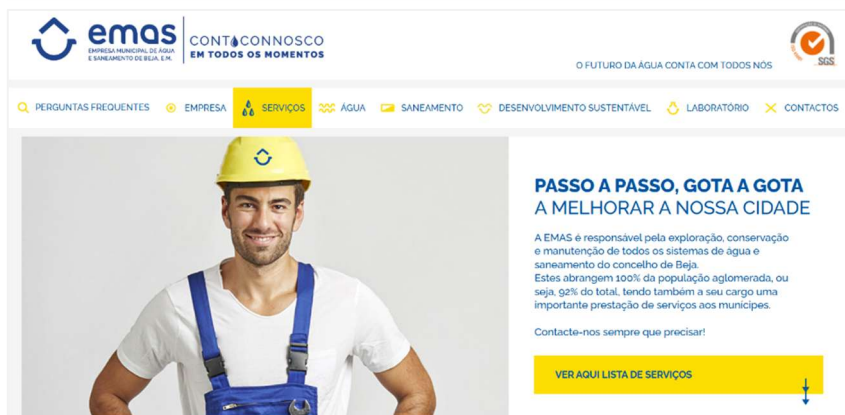 emas
EMPRESA MUNICIPAL DE ÁGUA
E SANEAMENTO DE BEJA, E.M.
CONTACONNOSCO
EM TODOS OS MOMENTOS
O FUTURO DA ÁGUA CONTA COM TODOS NÓS
SGS
PERGUNTAS FREQUENTES
EMPRESA
SERVIÇOS
ÁGUA
SANEAMENTO
DESENVOLVIMENTO SUSTENTÁVEL
LABORATÓRIO
CONTACTOS
PASSO A PASSO, GOTA A GOTA
A MELHORAR A NOSSA CIDADE
A EMAS é responsável pela exploração, conservação
e manutenção de todos os sistemas de água e
saneamento do concelho de Beja.
Estes abrangem 100% da população aglomerada, ou
seja, 92% do total, tendo também a seu cargo uma
importante prestação de serviços aos munícipes.
Contacte-nos sempre que precisar!
VER AQUI LISTA DE SERVIÇOS